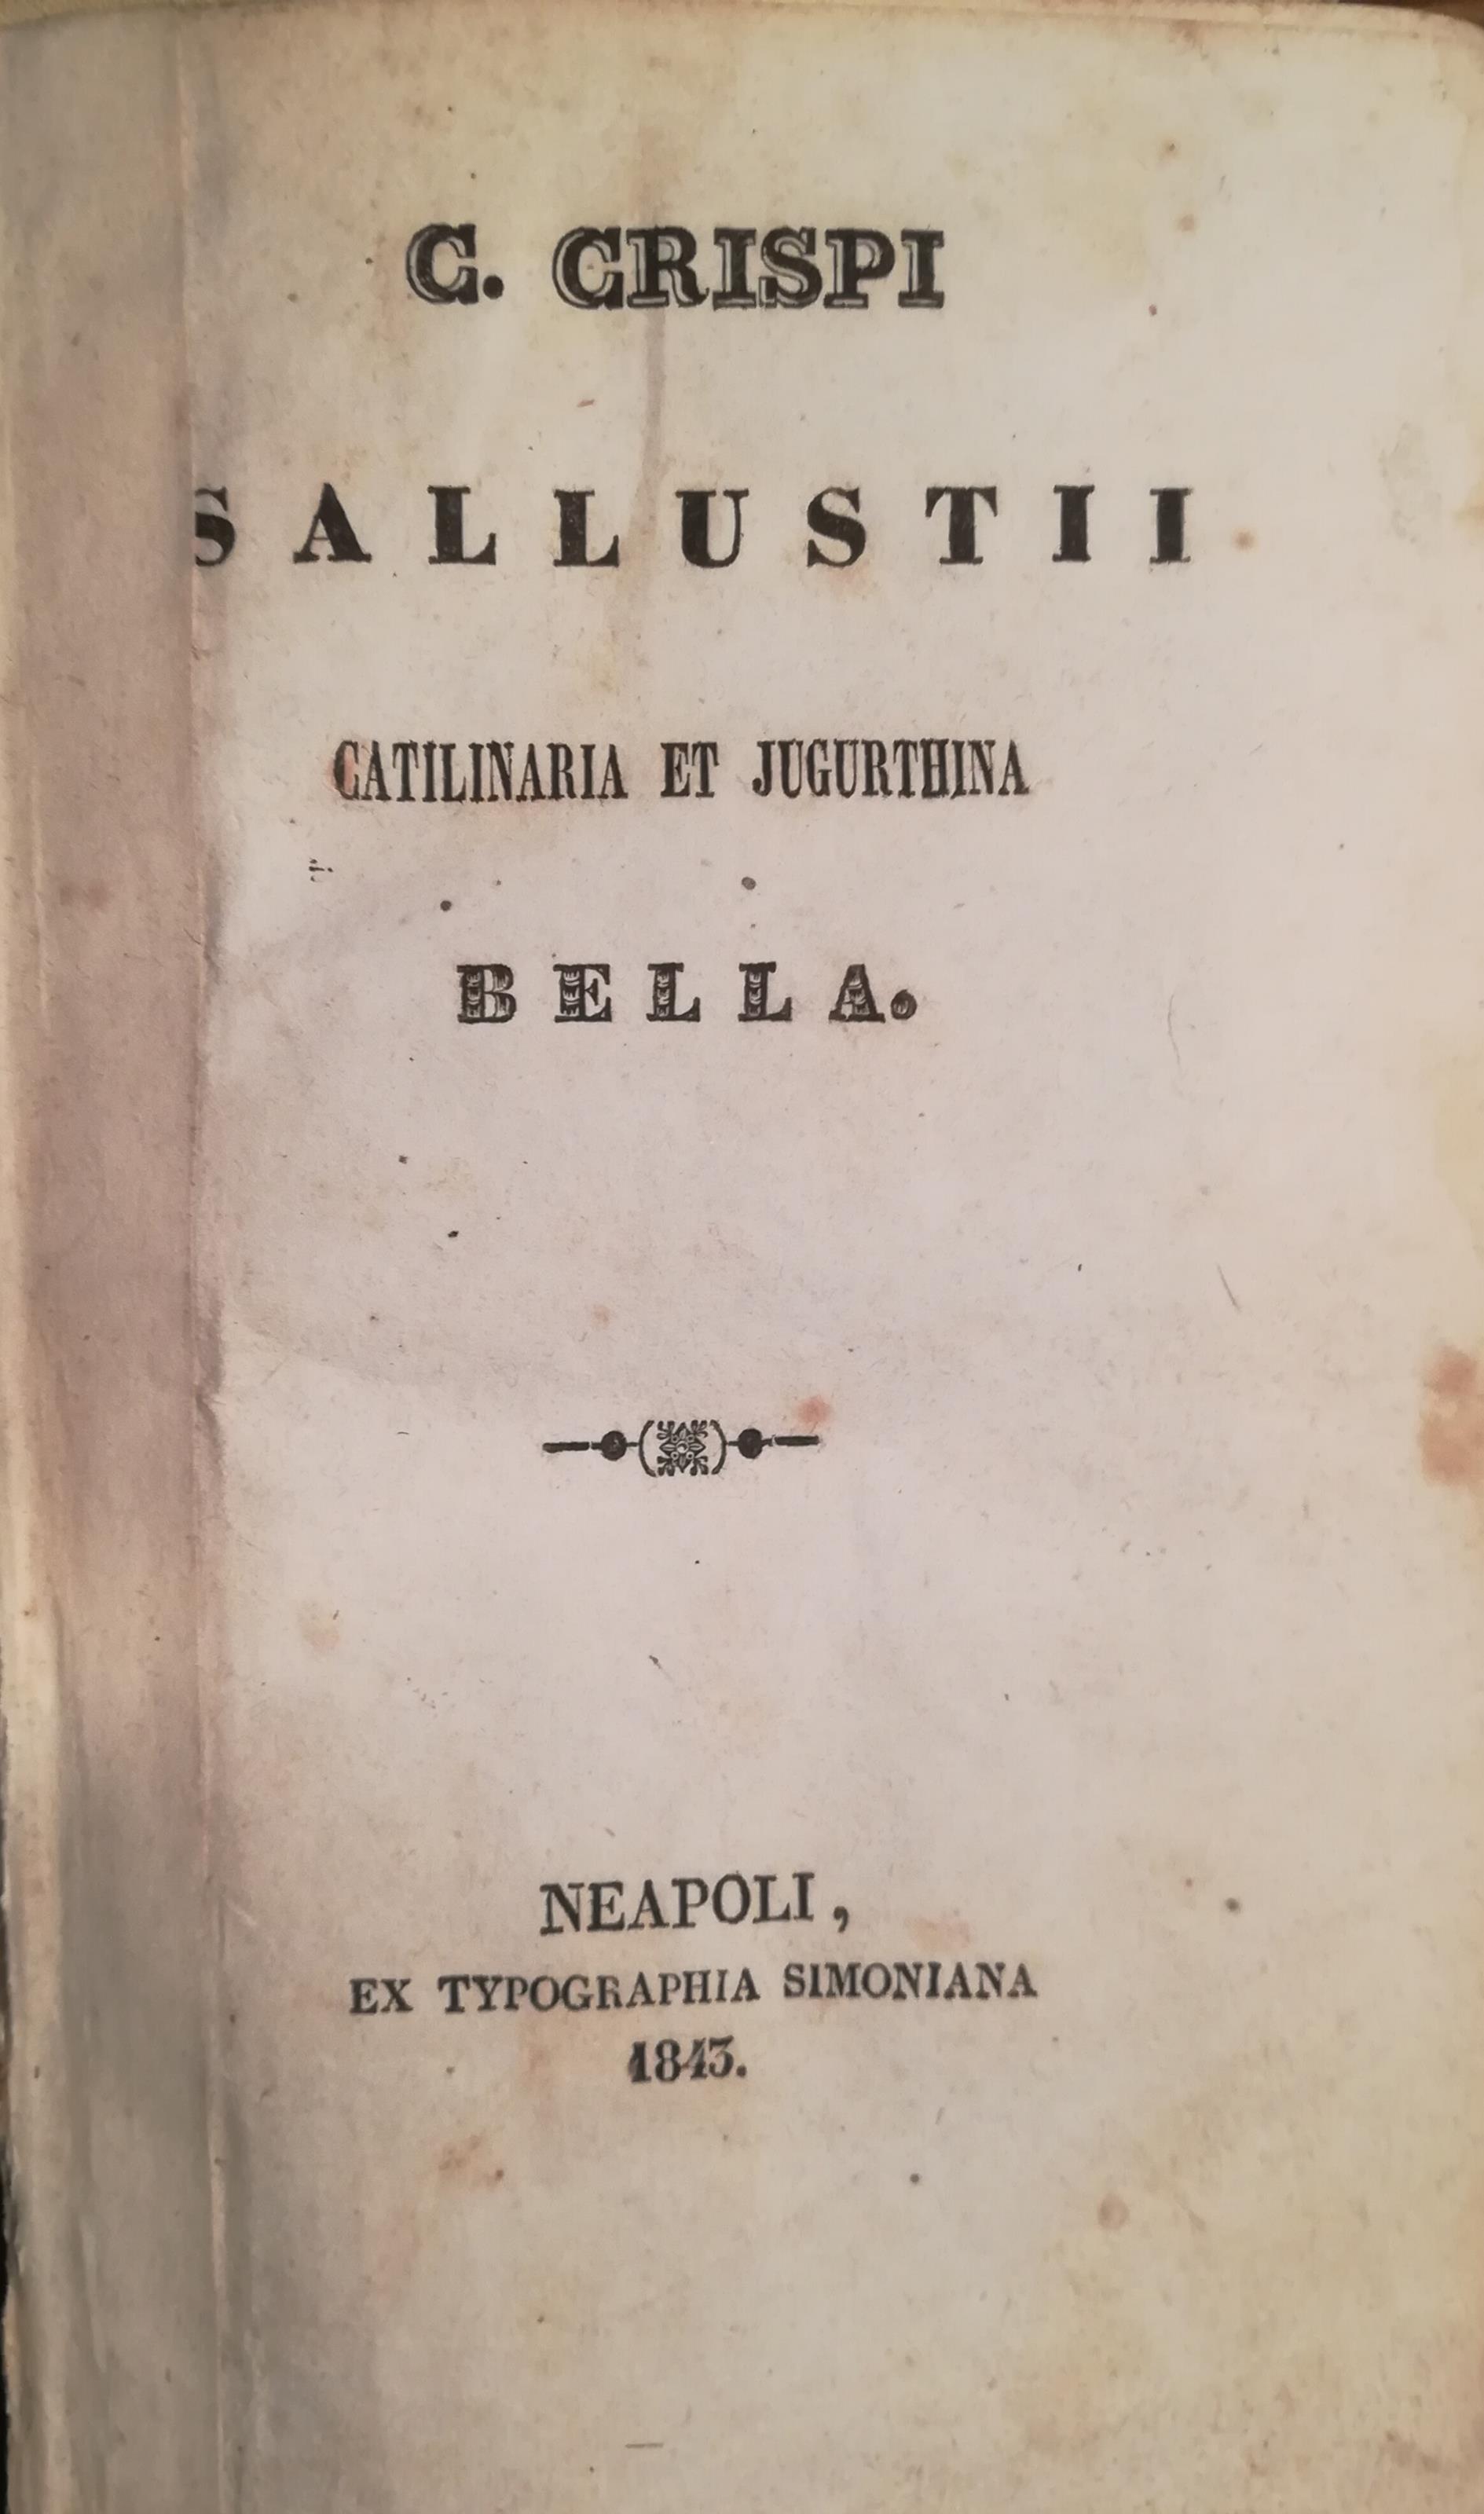 C. CRISPI
SALLUSTII
CATILINARIA ET JUGURTHINA
BELLA.
NEAPOLI,
EX TYPOGRAPHIA SIMONIANA
1843.